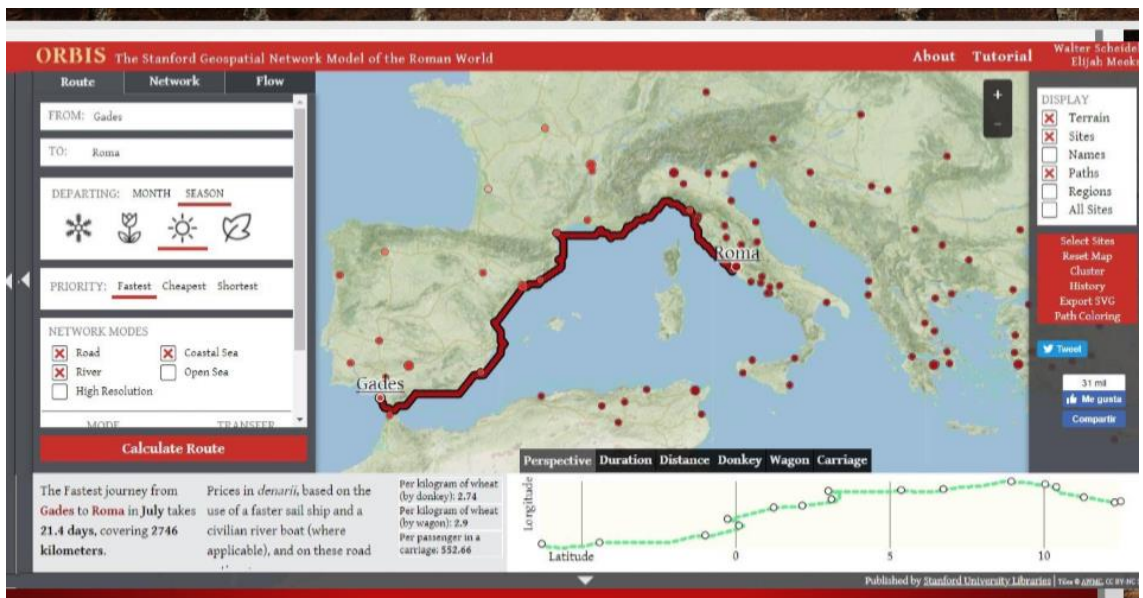 ORBIS The Stanford Geospatial Network Model of the Roman World
About Tutorial
Walter Scheidel
Elijah Meeks
Route Network Flow
FROM: Gades
TO: Roma
DEPARTING: MONTH SEASON
PRIORITY: Fastest Cheapest Shortest
NETWORK MODES
Road Coastal Sea
River Open Sea
High Resolution
MODE TRANSFER
Calculate Route
Roma
Gades
+
-
DISPLAY
Terrain
Sites
Names
Paths
Regions
All Sites
Select Sites
Reset Map
Cluster
History
Export SVG
Path Coloring
Tweet
31 mil
Me gusta
Compartir
Perspective Duration Distance Donkey Wagon Carriage
The Fastest journey from
Gades to Roma in July takes
21.4 days, covering 2746
kilometers.
Prices in denarii, based on the
use of a faster sail ship and a
civilian river boat (where
applicable), and on these road
Per kilogram of wheat
(by donkey): 2.74
Per kilogram of wheat
(by wagon): 2.9
Per passenger in a
carriage: 552.66
Longitude
Latitude
0
5
10
Published by Stanford University Libraries | Tiles © AWMC, CC BY-NC